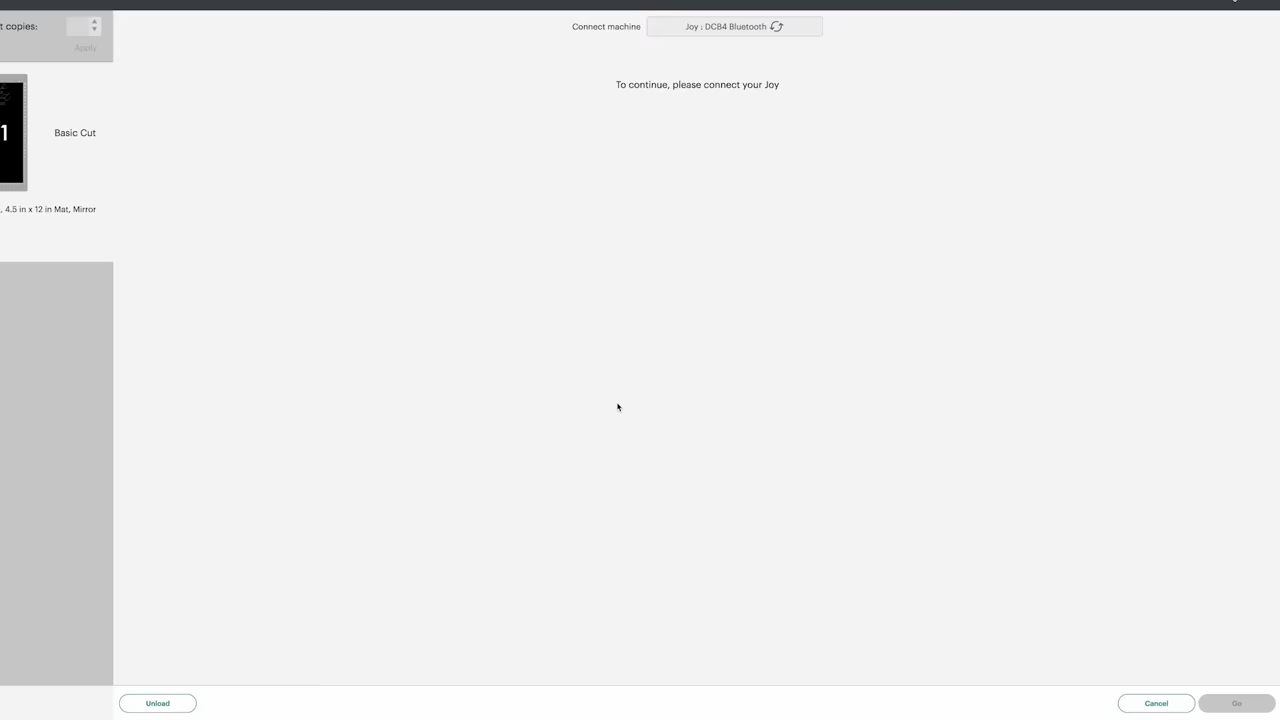 t copies:
Apply
1
Basic Cut
, 4.5 in x 12 in Mat, Mirror
Connect machine
Joy : DCB4 Bluetooth
To continue, please connect your Joy
Unload
Cancel
Go